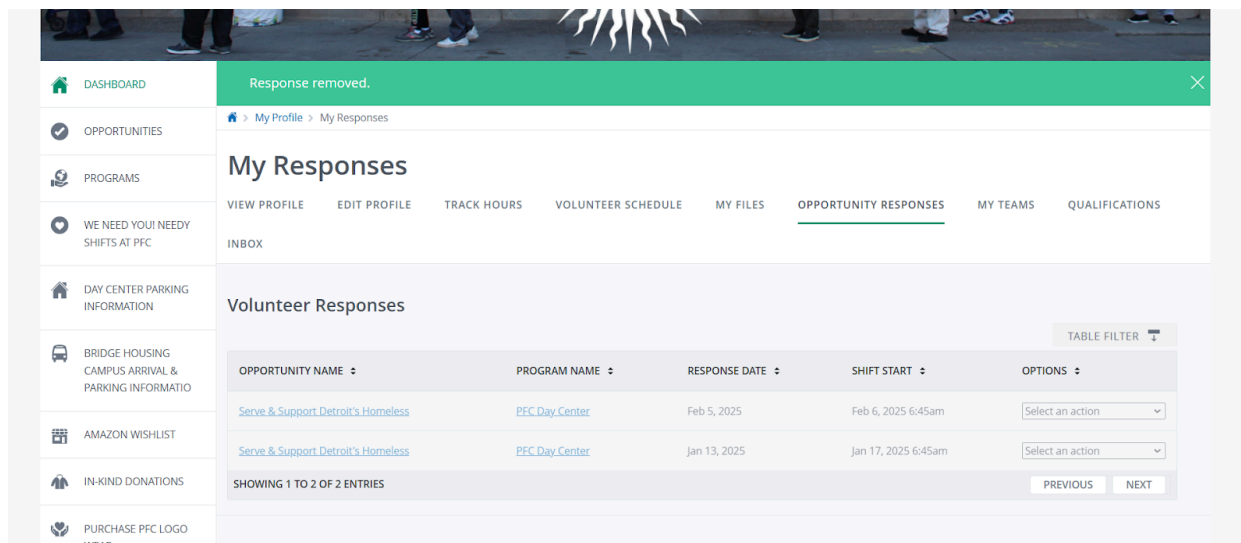 DASHBOARD
Response removed.
My Profile > My Responses
OPPORTUNITIES
My Responses
PROGRAMS
VIEW PROFILE EDIT PROFILE TRACK HOURS VOLUNTEER SCHEDULE MY FILES OPPORTUNITY RESPONSES MY TEAMS QUALIFICATIONS
INBOX
WE NEED YOU! NEEDY
SHIFTS AT PFC
DAY CENTER PARKING
INFORMATION
BRIDGE HOUSING
CAMPUS ARRIVAL &
PARKING INFORMATIO
AMAZON WISHLIST
IN-KIND DONATIONS
PURCHASE PFC LOGO
Volunteer Responses
TABLE FILTER
OPPORTUNITY NAME PROGRAM NAME RESPONSE DATE SHIFT START OPTIONS
Serve & Support Detroit's Homeless PFC Day Center Feb 5, 2025 Feb 6, 2025 6:45am Select an action
Serve & Support Detroit's Homeless PFC Day Center Jan 13, 2025 Jan 17, 2025 6:45am Select an action
SHOWING 1 TO 2 OF 2 ENTRIES PREVIOUS NEXT